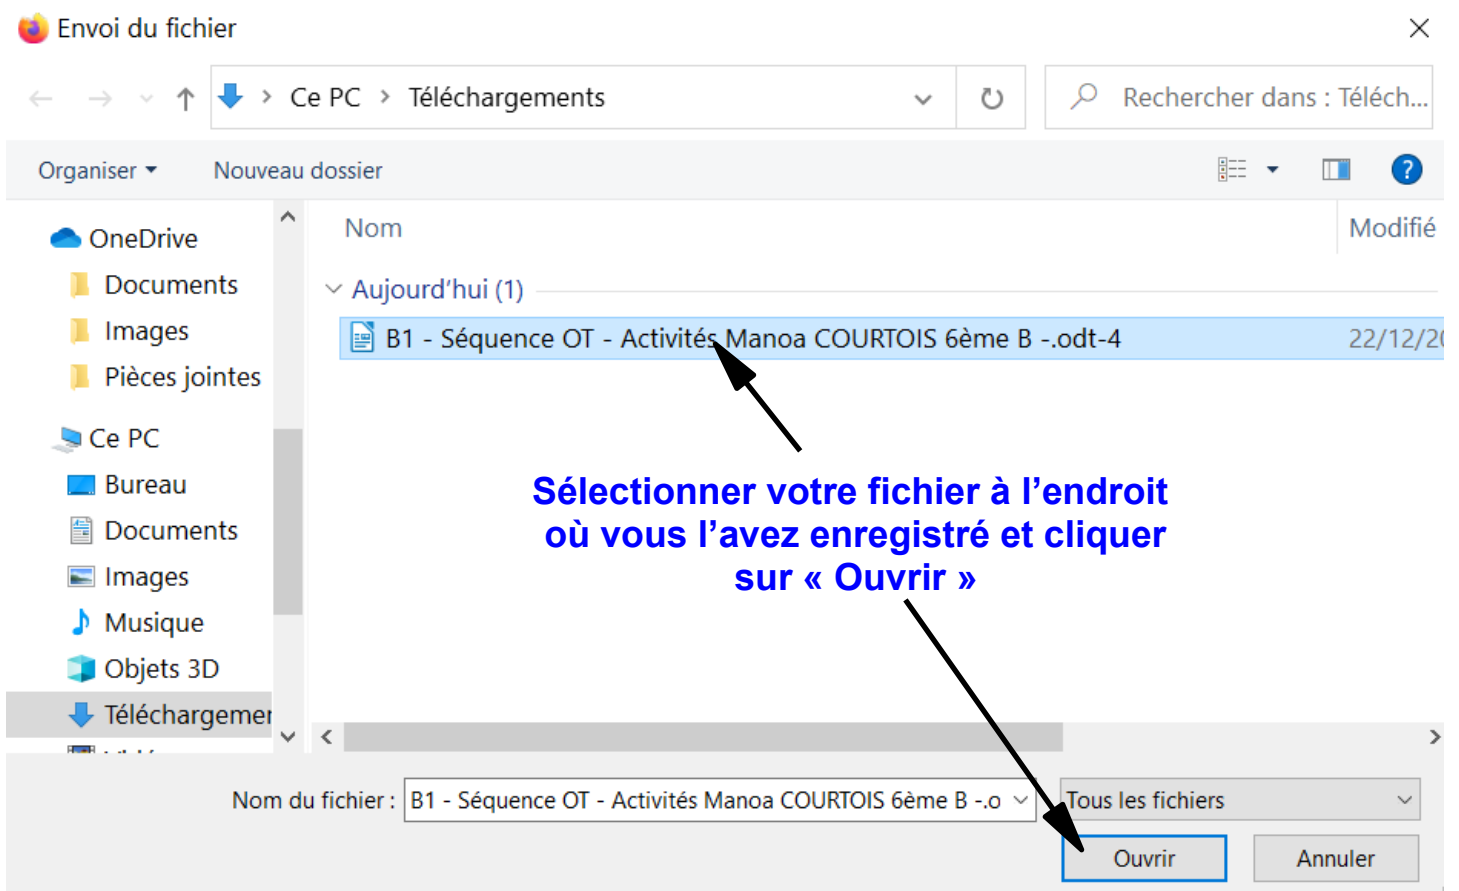 Envoi du fichier
Ce PC > Téléchargements
Rechercher dans : Téléch...
Organiser
Nouveau dossier
?
OneDrive
Documents
Images
Pièces jointes
Ce PC
Bureau
Documents
Images
Musique
Objets 3D
Téléchargemer
Nom
Modifié
Aujourd'hui (1)
B1 - Séquence OT - Activités Manoa COURTOIS 6ème B -.odt-4
22/12/20
Sélectionner votre fichier à l’endroit
où vous l’avez enregistré et cliquer
sur « Ouvrir »
Nom du fichier :
B1 - Séquence OT - Activités Manoa COURTOIS 6ème B -.o
Tous les fichiers
Ouvrir
Annuler